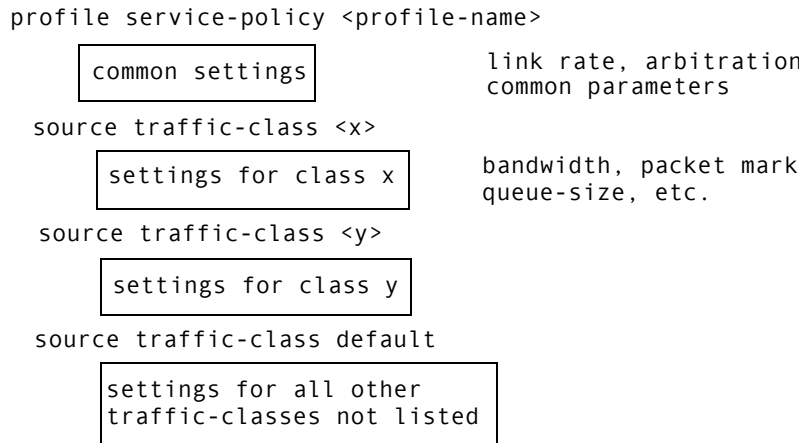 profile service-policy <profile-name>
common settings
link rate, arbitration
common parameters
source traffic-class <x>
settings for class x
bandwidth, packet mark
queue-size, etc.
source traffic-class <y>
settings for class y
source traffic-class default
settings for all other
traffic-classes not listed